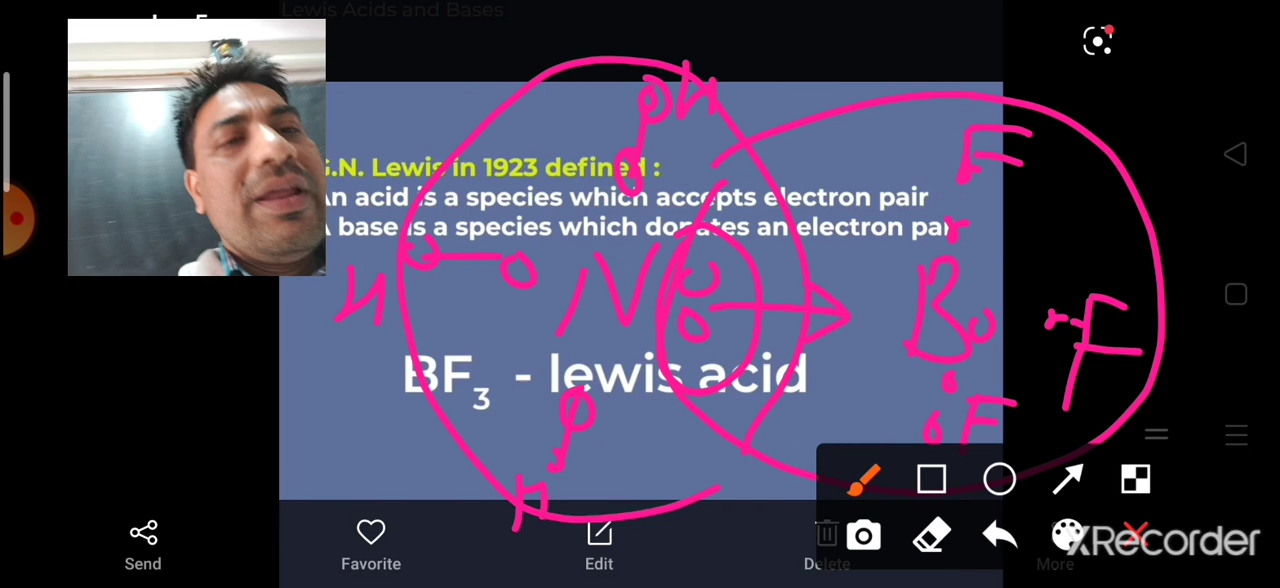 Lewis Acids and Bases
G.N. Lewis in 1923 defined :
An acid is a species which accepts electron pair
A base is a species which donates an electron pair
H
N
H
H
F
B
F
F
BF3 - lewis acid
Send
Favorite
Edit
Delete
More
XRecorder